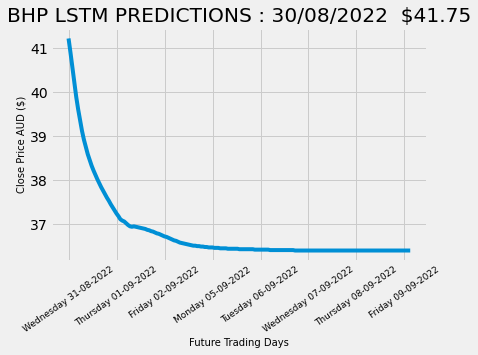 BHP LSTM PREDICTIONS : 30/08/2022  $41.75
41
40
39
38
37
Close Price AUD ($)
Wednesday 31-08-2022
Thursday 01-09-2022
Friday 02-09-2022
Monday 05-09-2022
Tuesday 06-09-2022
Wednesday 07-09-2022
Thursday 08-09-2022
Friday 09-09-2022
Future Trading Days